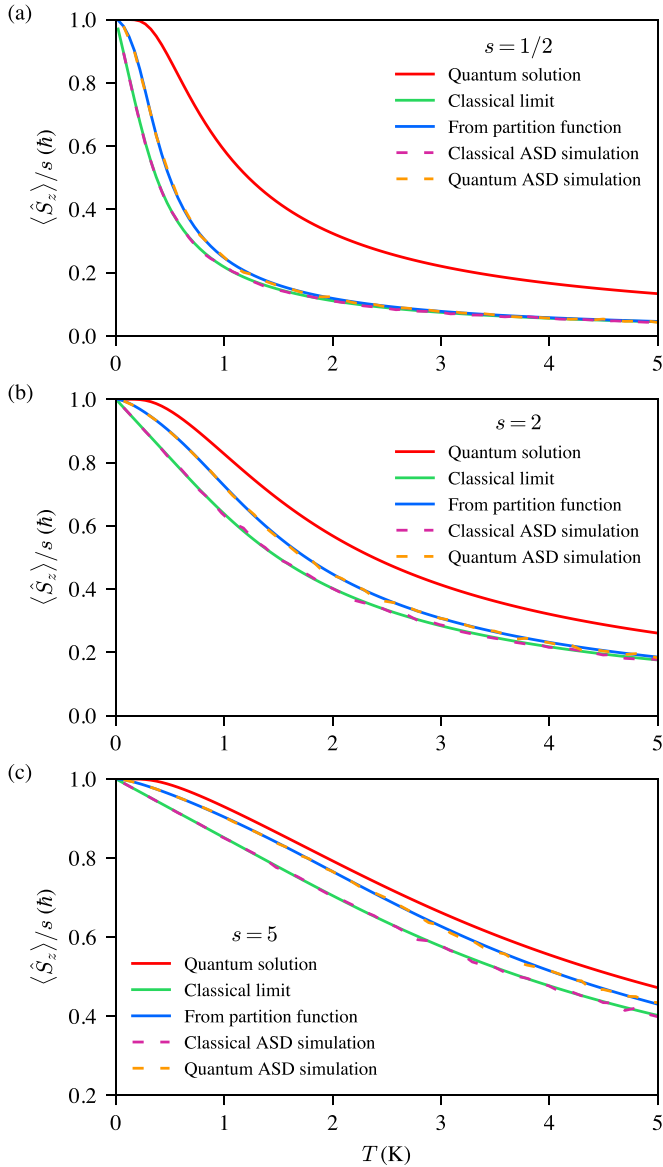 (a)
1.0
0.8
0.6
0.4
0.2
0.0
⟨Ŝz⟩/s (ħ)
s = 1/2
Quantum solution
Classical limit
From partition function
Classical ASD simulation
Quantum ASD simulation
0 1 2 3 4 5
(b)
1.0
0.8
0.6
0.4
0.2
0.0
⟨Ŝz⟩/s (ħ)
s = 2
Quantum solution
Classical limit
From partition function
Classical ASD simulation
Quantum ASD simulation
0 1 2 3 4 5
(c)
1.0
0.8
0.6
0.4
0.2
⟨Ŝz⟩/s (ħ)
s = 5
Quantum solution
Classical limit
From partition function
Classical ASD simulation
Quantum ASD simulation
0 1 2 3 4 5
T (K)